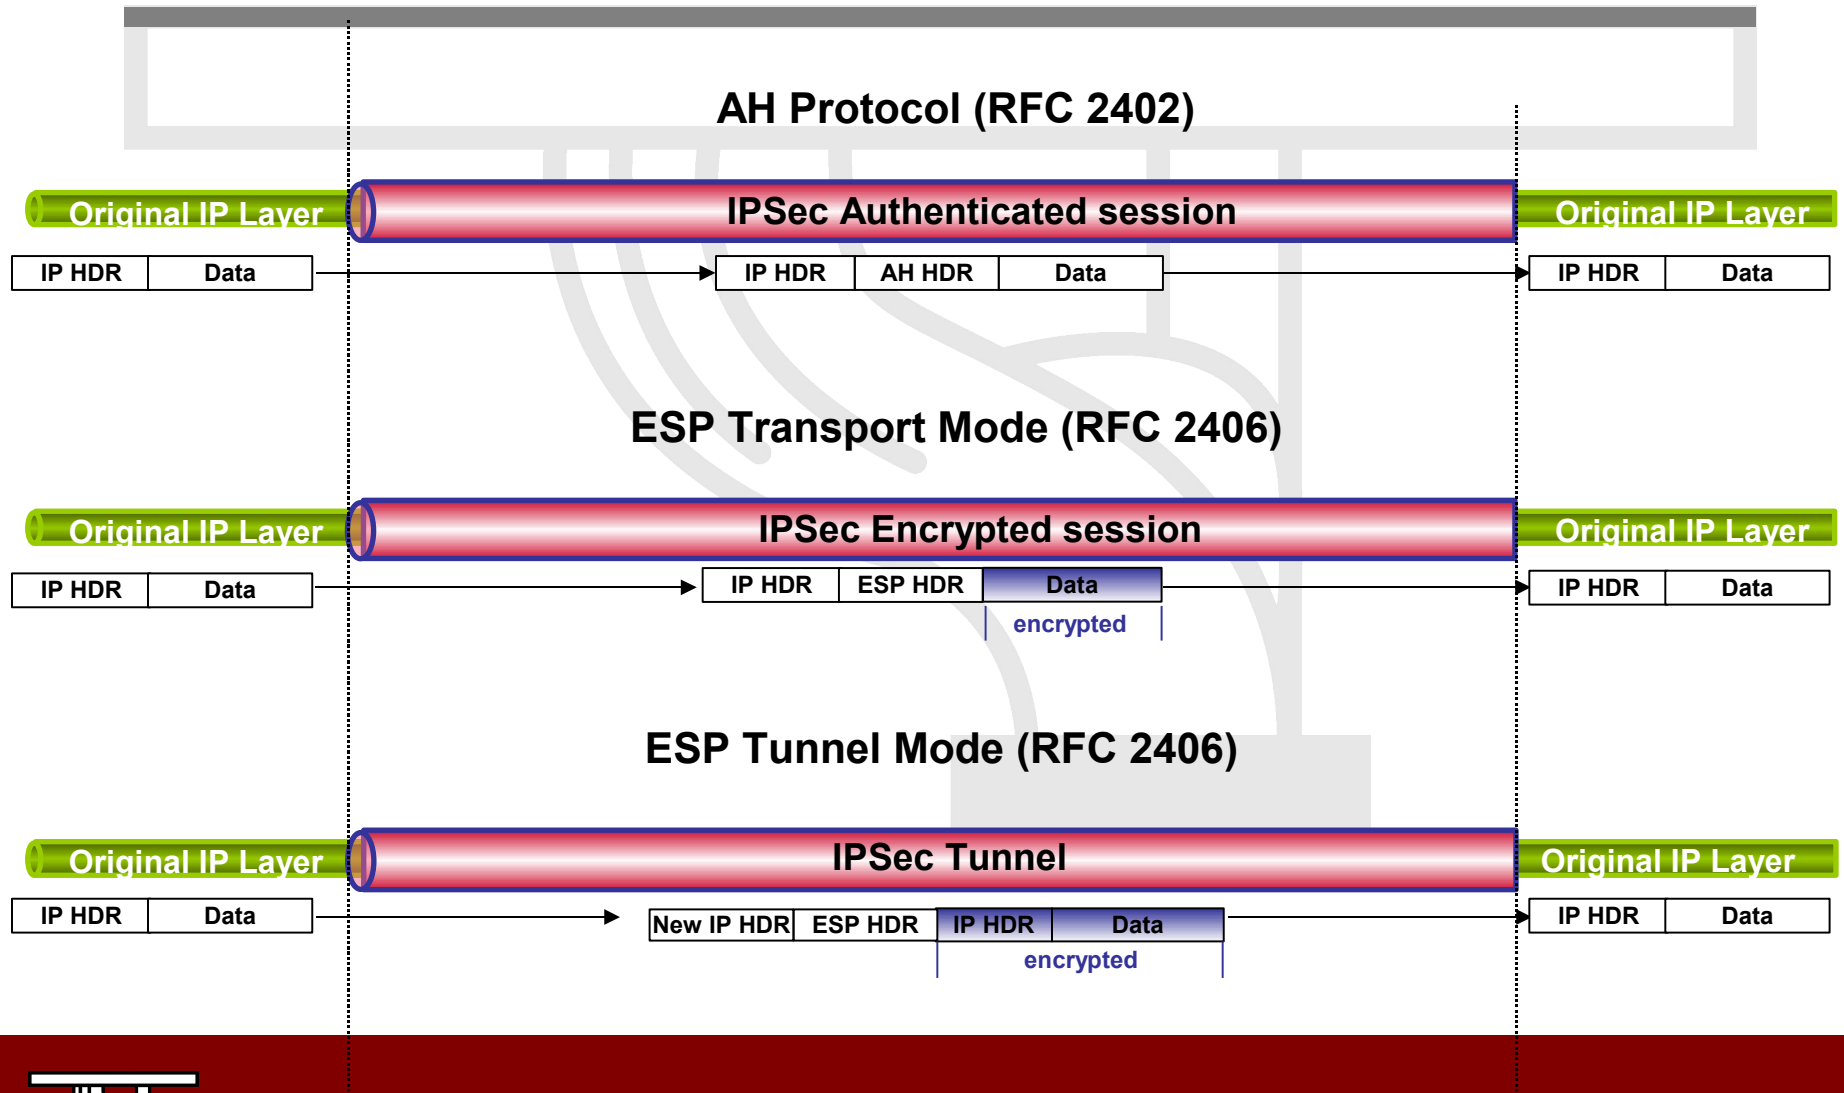 AH Protocol (RFC 2402)
Original IP Layer IPSec Authenticated session Original IP Layer
IP HDR Data IP HDR AH HDR Data IP HDR Data
ESP Transport Mode (RFC 2406)
Original IP Layer IPSec Encrypted session Original IP Layer
IP HDR Data IP HDR ESP HDR Data IP HDR Data
encrypted
ESP Tunnel Mode (RFC 2406)
Original IP Layer IPSec Tunnel Original IP Layer
IP HDR Data New IP HDR ESP HDR IP HDR Data IP HDR Data
encrypted